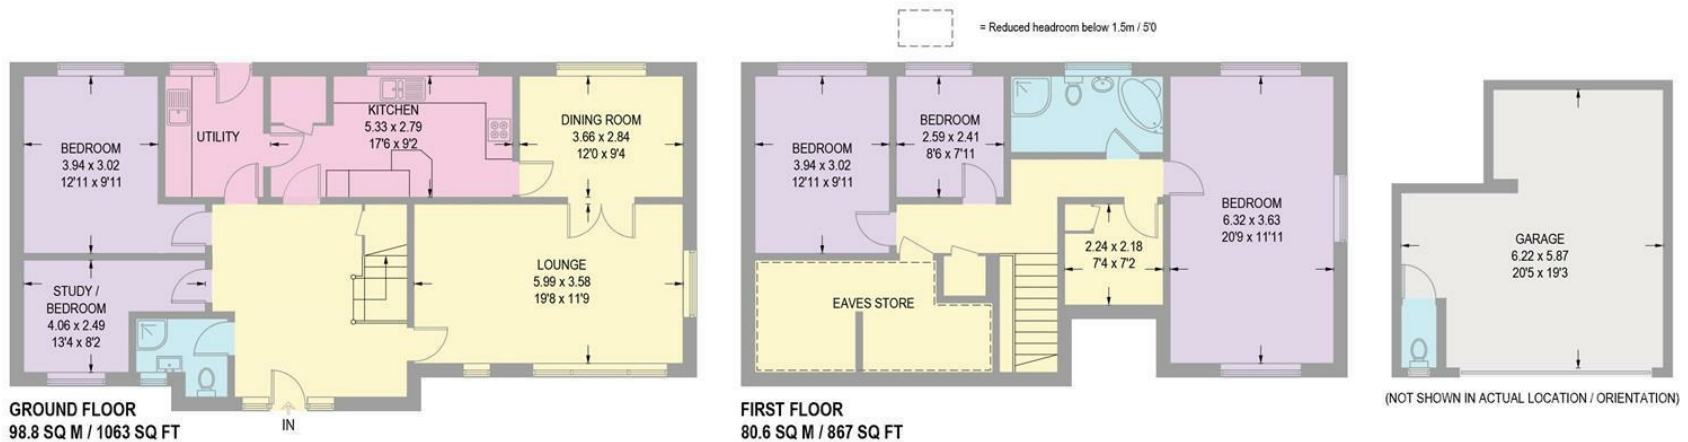 = Reduced headroom below 1.5m / 5'0
BEDROOM
3.94 x 3.02
12'11 x 9'11
UTILITY
KITCHEN
5.33 x 2.79
17'6 x 9'2
DINING ROOM
3.66 x 2.84
12'0 x 9'4
STUDY /
BEDROOM
4.06 x 2.49
13'4 x 8'2
LOUNGE
5.99 x 3.58
19'8 x 11'9
IN
GROUND FLOOR
98.8 SQ M / 1063 SQ FT
BEDROOM
3.94 x 3.02
12'11 x 9'11
BEDROOM
2.59 x 2.41
8'6 x 7'11
BEDROOM
6.32 x 3.63
20'9 x 11'11
2.24 x 2.18
7'4 x 7'2
EAVES STORE
FIRST FLOOR
80.6 SQ M / 867 SQ FT
GARAGE
6.22 x 5.87
20'5 x 19'3
(NOT SHOWN IN ACTUAL LOCATION / ORIENTATION)